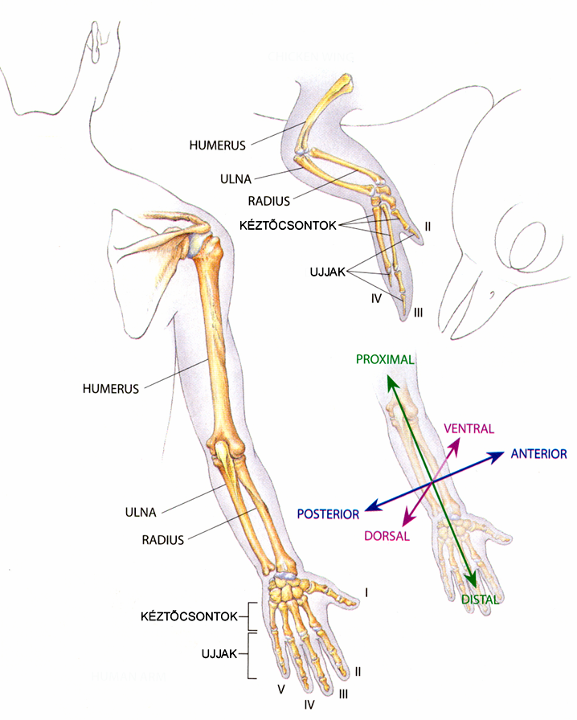 HUMERUS
ULNA
RADIUS
KÉZTŐCSONTOK
II
UJJAK
IV
III
PROXIMAL
HUMERUS
VENTRAL
ANTERIOR
POSTERIOR
ULNA
DORSAL
RADIUS
I
DISTAL
KÉZTŐCSONTOK
UJJAK
II
V
III
IV